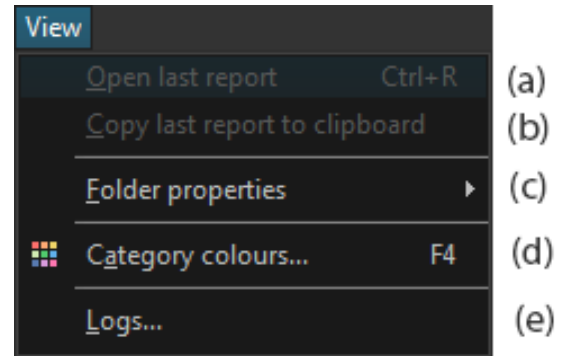 View
Open last report Ctrl+R (a)
Copy last report to clipboard (b)
Folder properties (c)
Category colours... F4 (d)
Logs... (e)